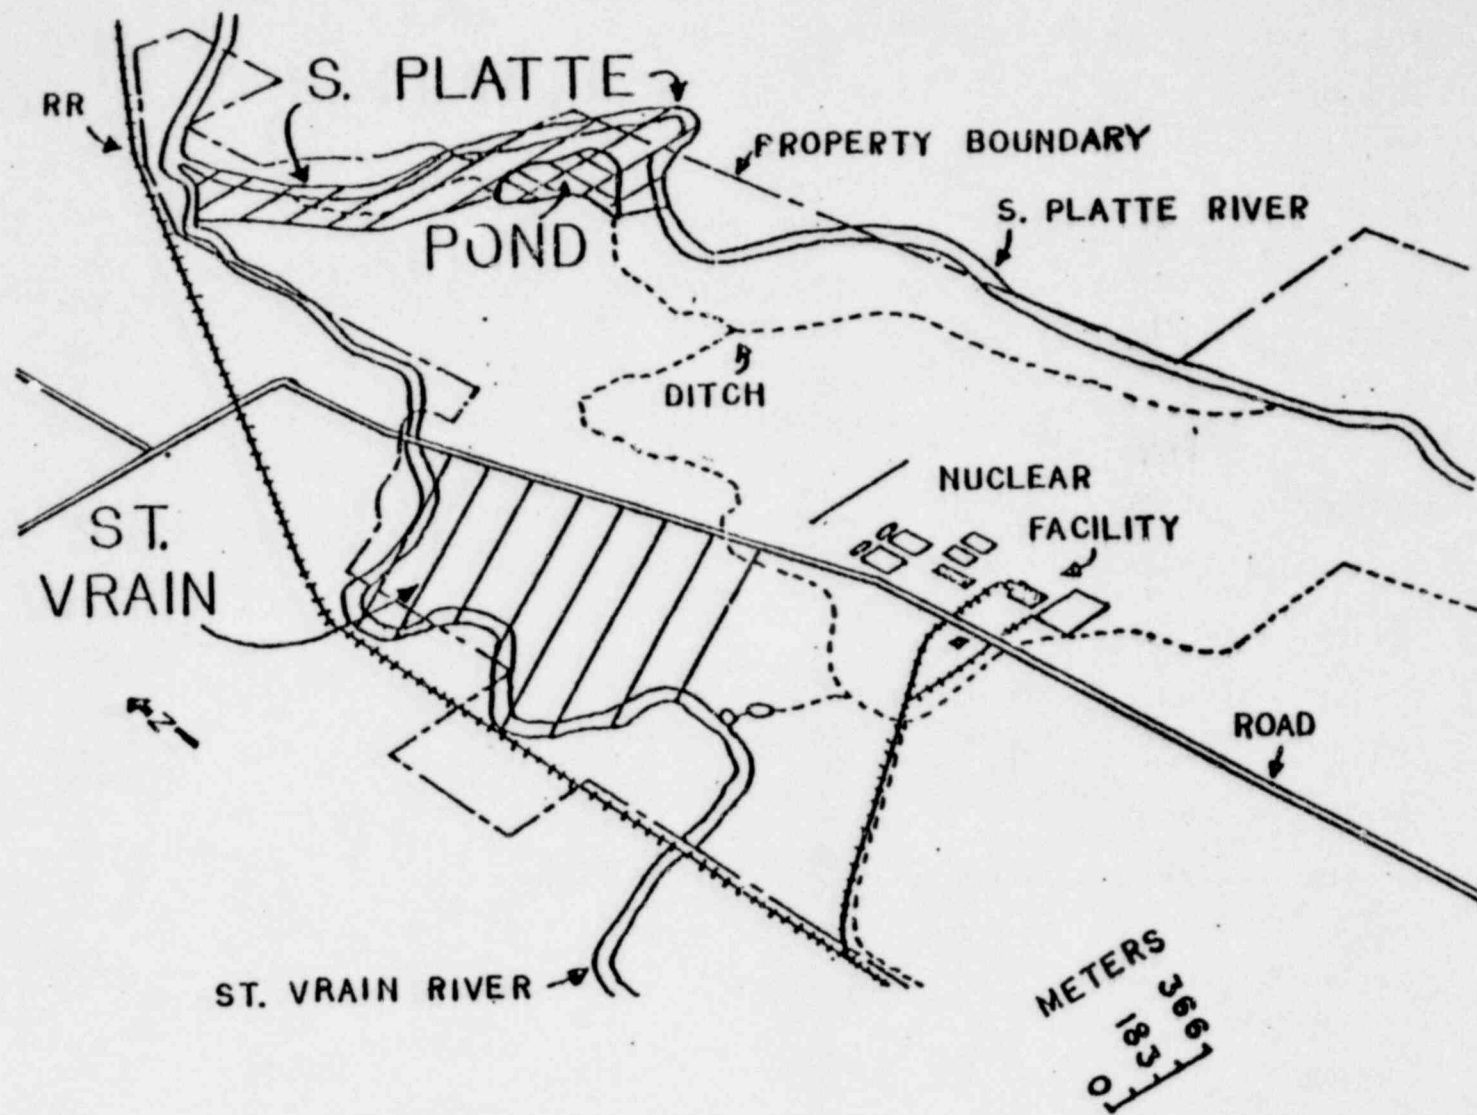 S. PLATTE
RR
PROPERTY BOUNDARY
S. PLATTE RIVER
POND
DITCH
NUCLEAR
FACILITY
ST.
VRAIN
N
ROAD
ST. VRAIN RIVER
METERS
0 183 366